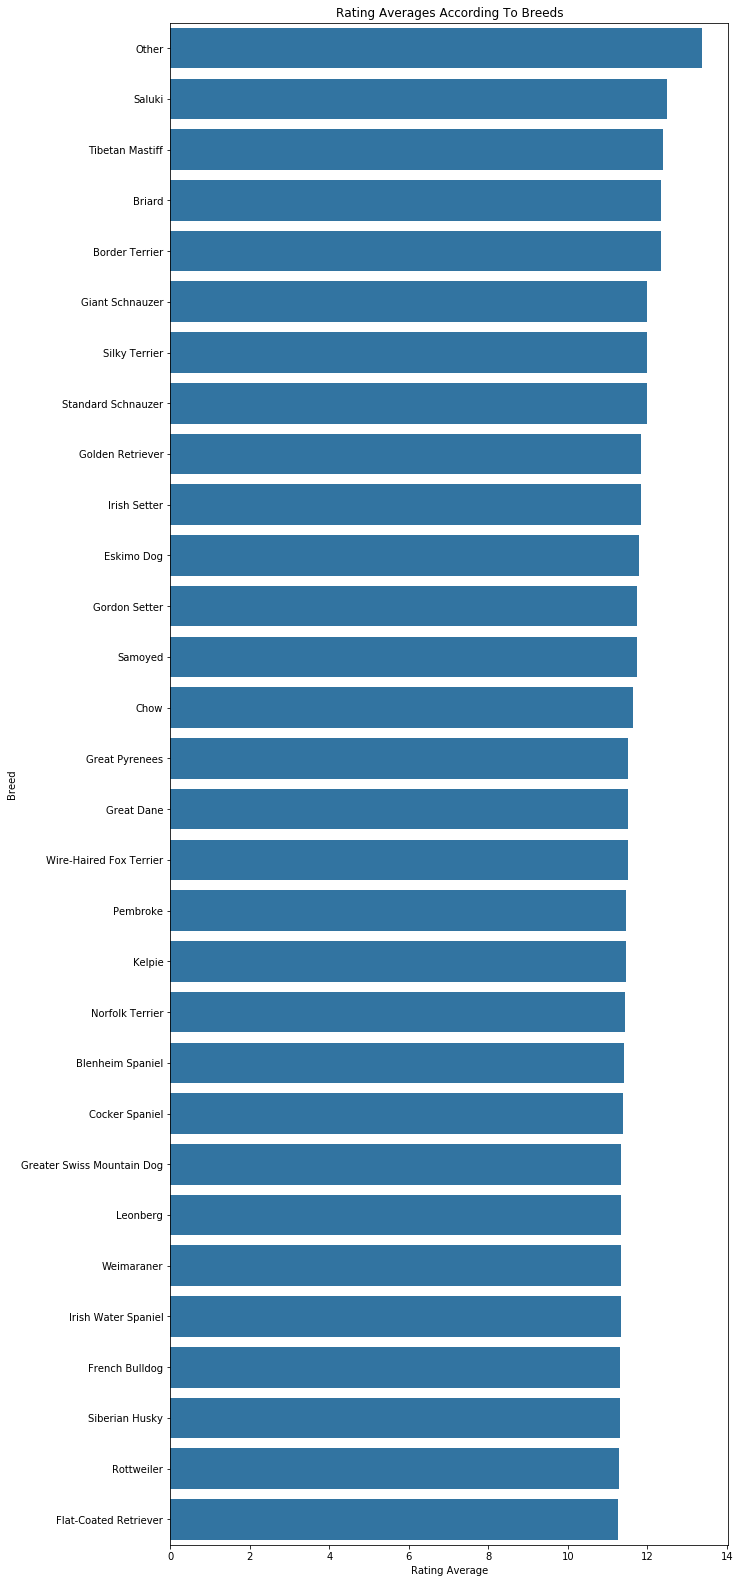 Rating Averages According To Breeds
Other
Saluki
Tibetan Mastiff
Briard
Border Terrier
Giant Schnauzer
Silky Terrier
Standard Schnauzer
Golden Retriever
Irish Setter
Eskimo Dog
Gordon Setter
Samoyed
Chow
Great Pyrenees
Breed
Great Dane
Wire-Haired Fox Terrier
Pembroke
Kelpie
Norfolk Terrier
Blenheim Spaniel
Cocker Spaniel
Greater Swiss Mountain Dog
Leonberg
Weimaraner
Irish Water Spaniel
French Bulldog
Siberian Husky
Rottweiler
Flat-Coated Retriever
0 2 4 6 8 10 12 14
Rating Average